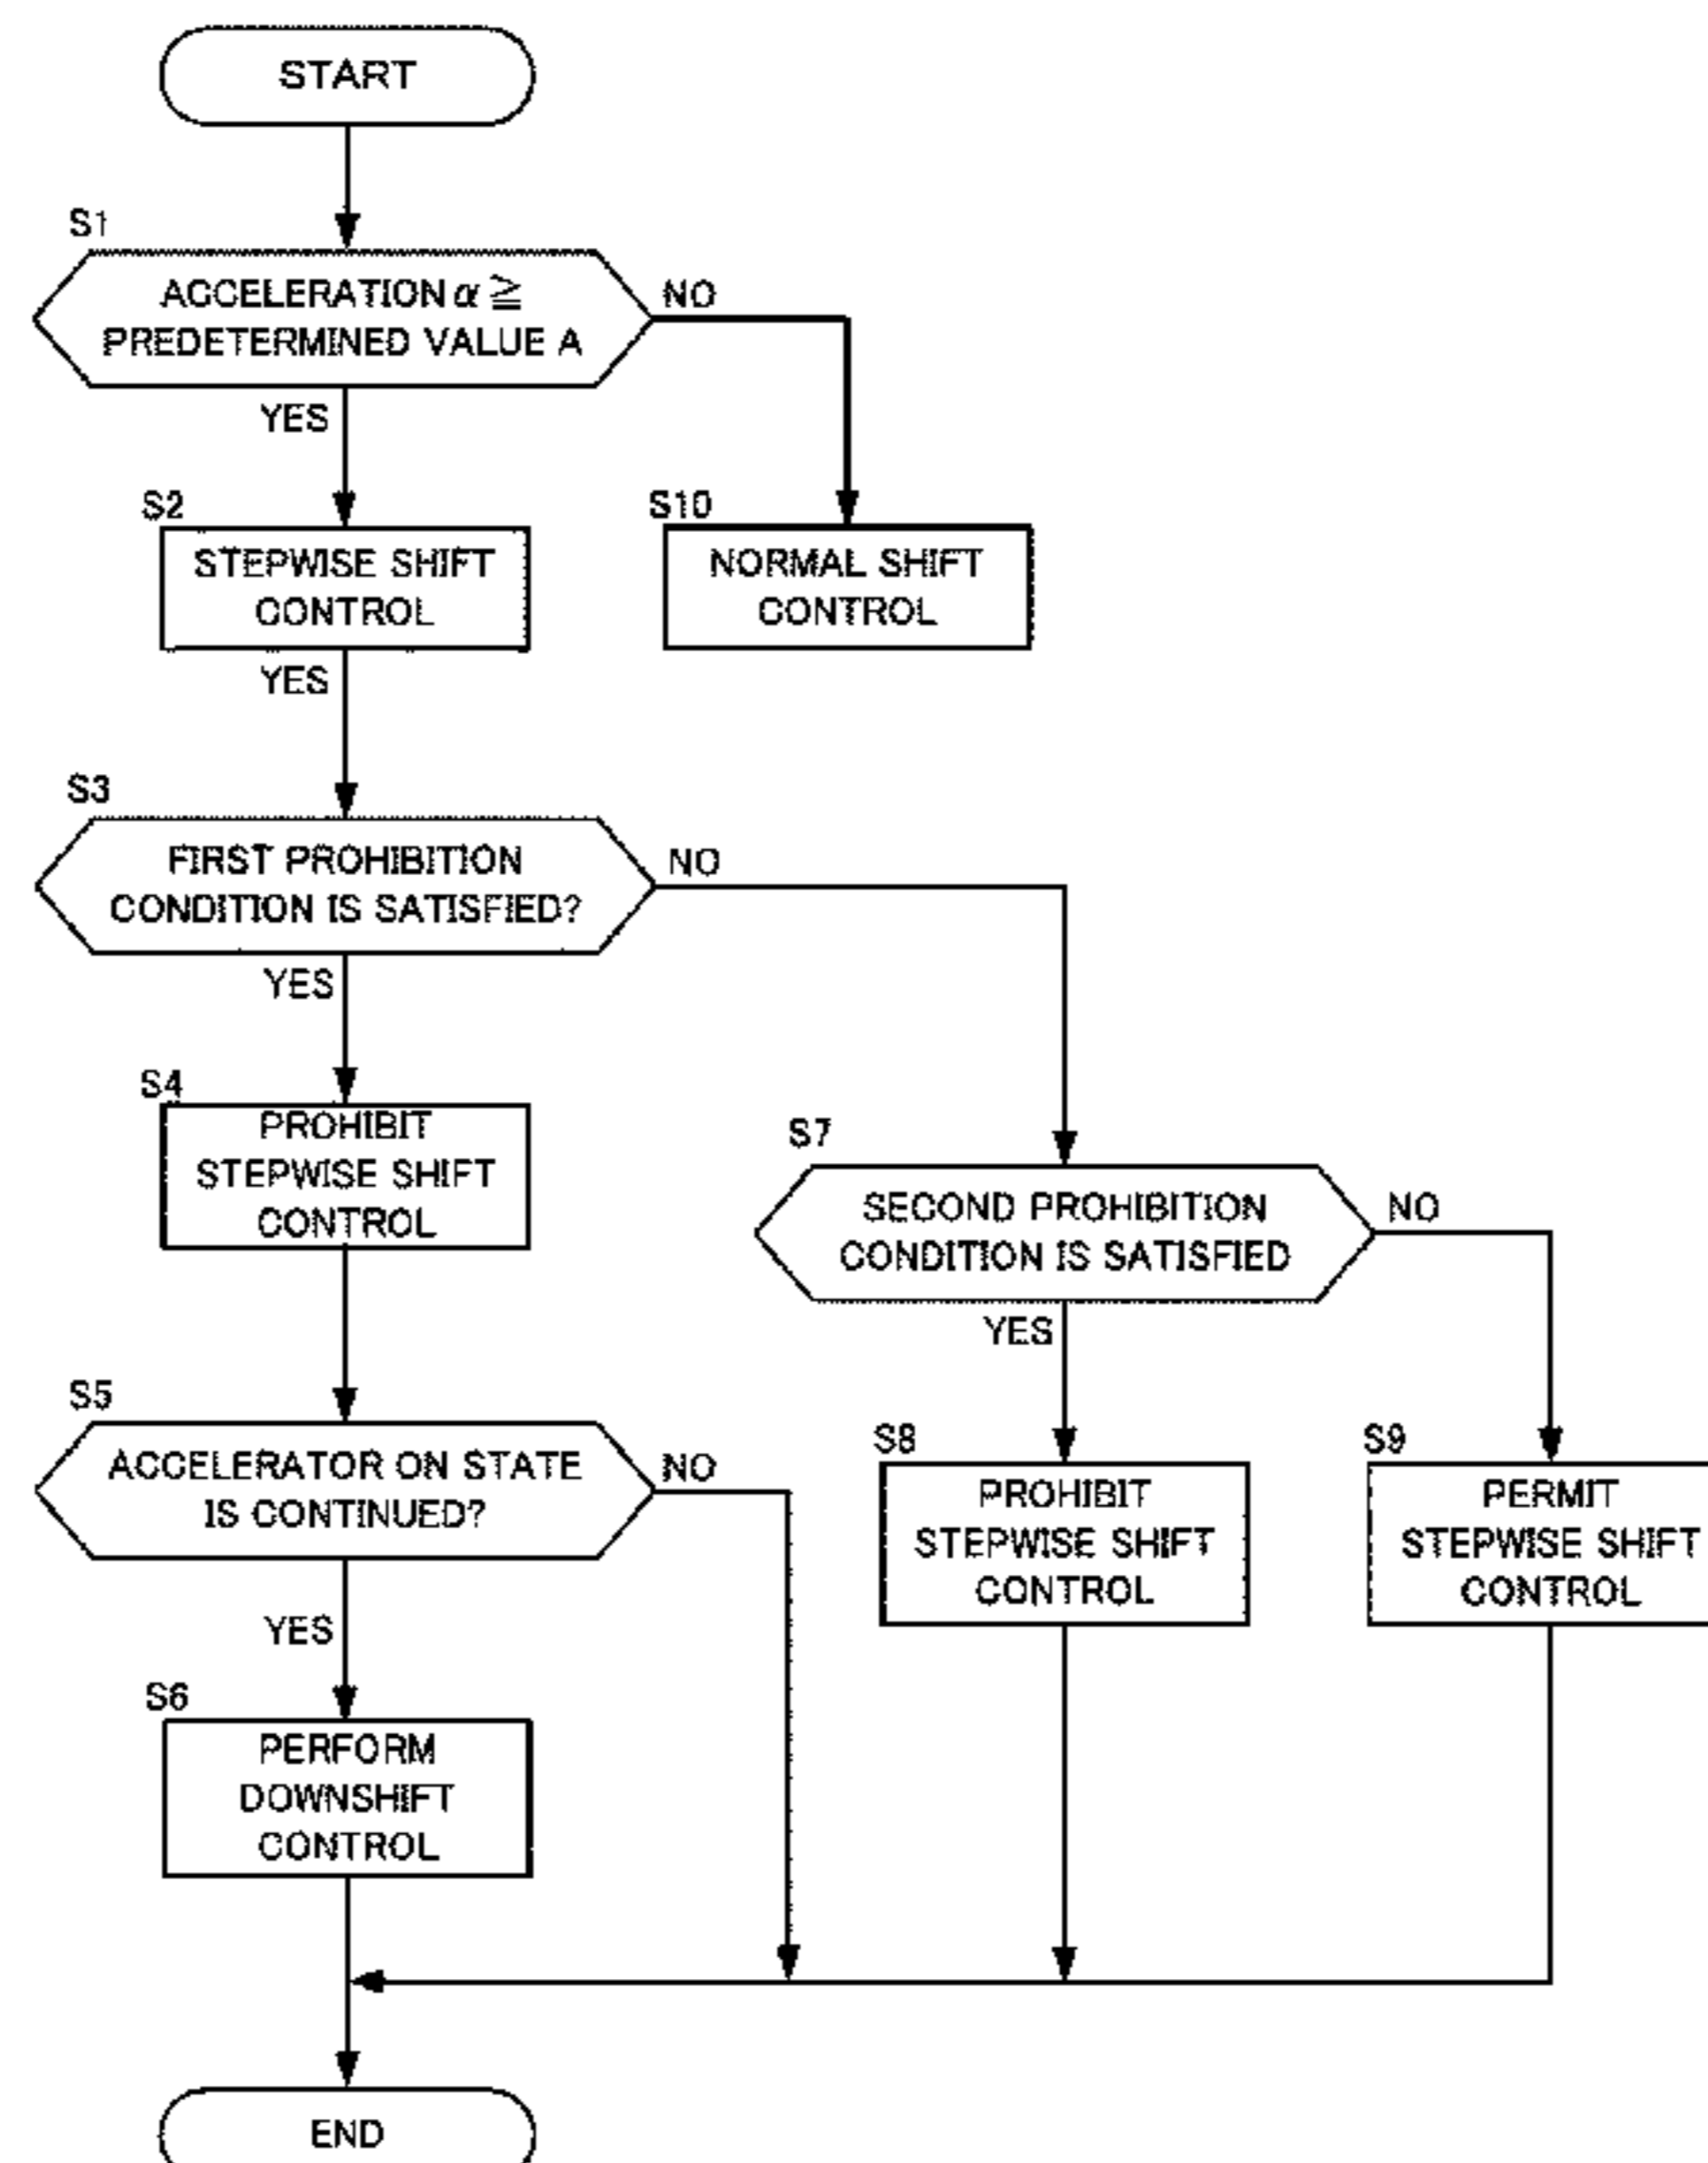 START
S1
ACCELERATION α ≧
PREDETERMINED VALUE A
NO
YES
S2
STEPWISE SHIFT
CONTROL
S10
NORMAL SHIFT
CONTROL
YES
S3
FIRST PROHIBITION
CONDITION IS SATISFIED?
NO
YES
S4
PROHIBIT
STEPWISE SHIFT
CONTROL
S7
SECOND PROHIBITION
CONDITION IS SATISFIED
NO
YES
S5
ACCELERATOR ON STATE
IS CONTINUED?
NO
YES
S8
PROHIBIT
STEPWISE SHIFT
CONTROL
S9
PERMIT
STEPWISE SHIFT
CONTROL
S6
PERFORM
DOWNSHIFT
CONTROL
END